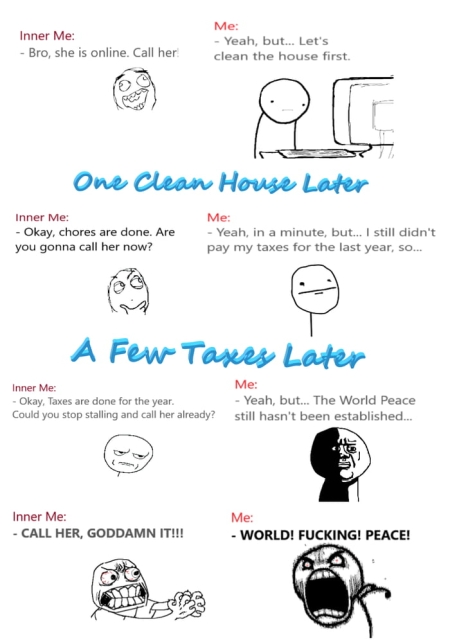 Inner Me:
- Bro, she is online. Call her!
Me:
- Yeah, but... Let's
clean the house first.
One Clean House Later
Inner Me:
- Okay, chores are done. Are
you gonna call her now?
Me:
- Yeah, in a minute, but... I still didn't
pay my taxes for the last year, so...
A Few Taxes Later
Inner Me:
- Okay, Taxes are done for the year.
Could you stop stalling and call her already?
Me:
- Yeah, but... The World Peace
still hasn't been established...
Inner Me:
- CALL HER, GODDAMN IT!!!
Me:
- WORLD! FUCKING! PEACE!